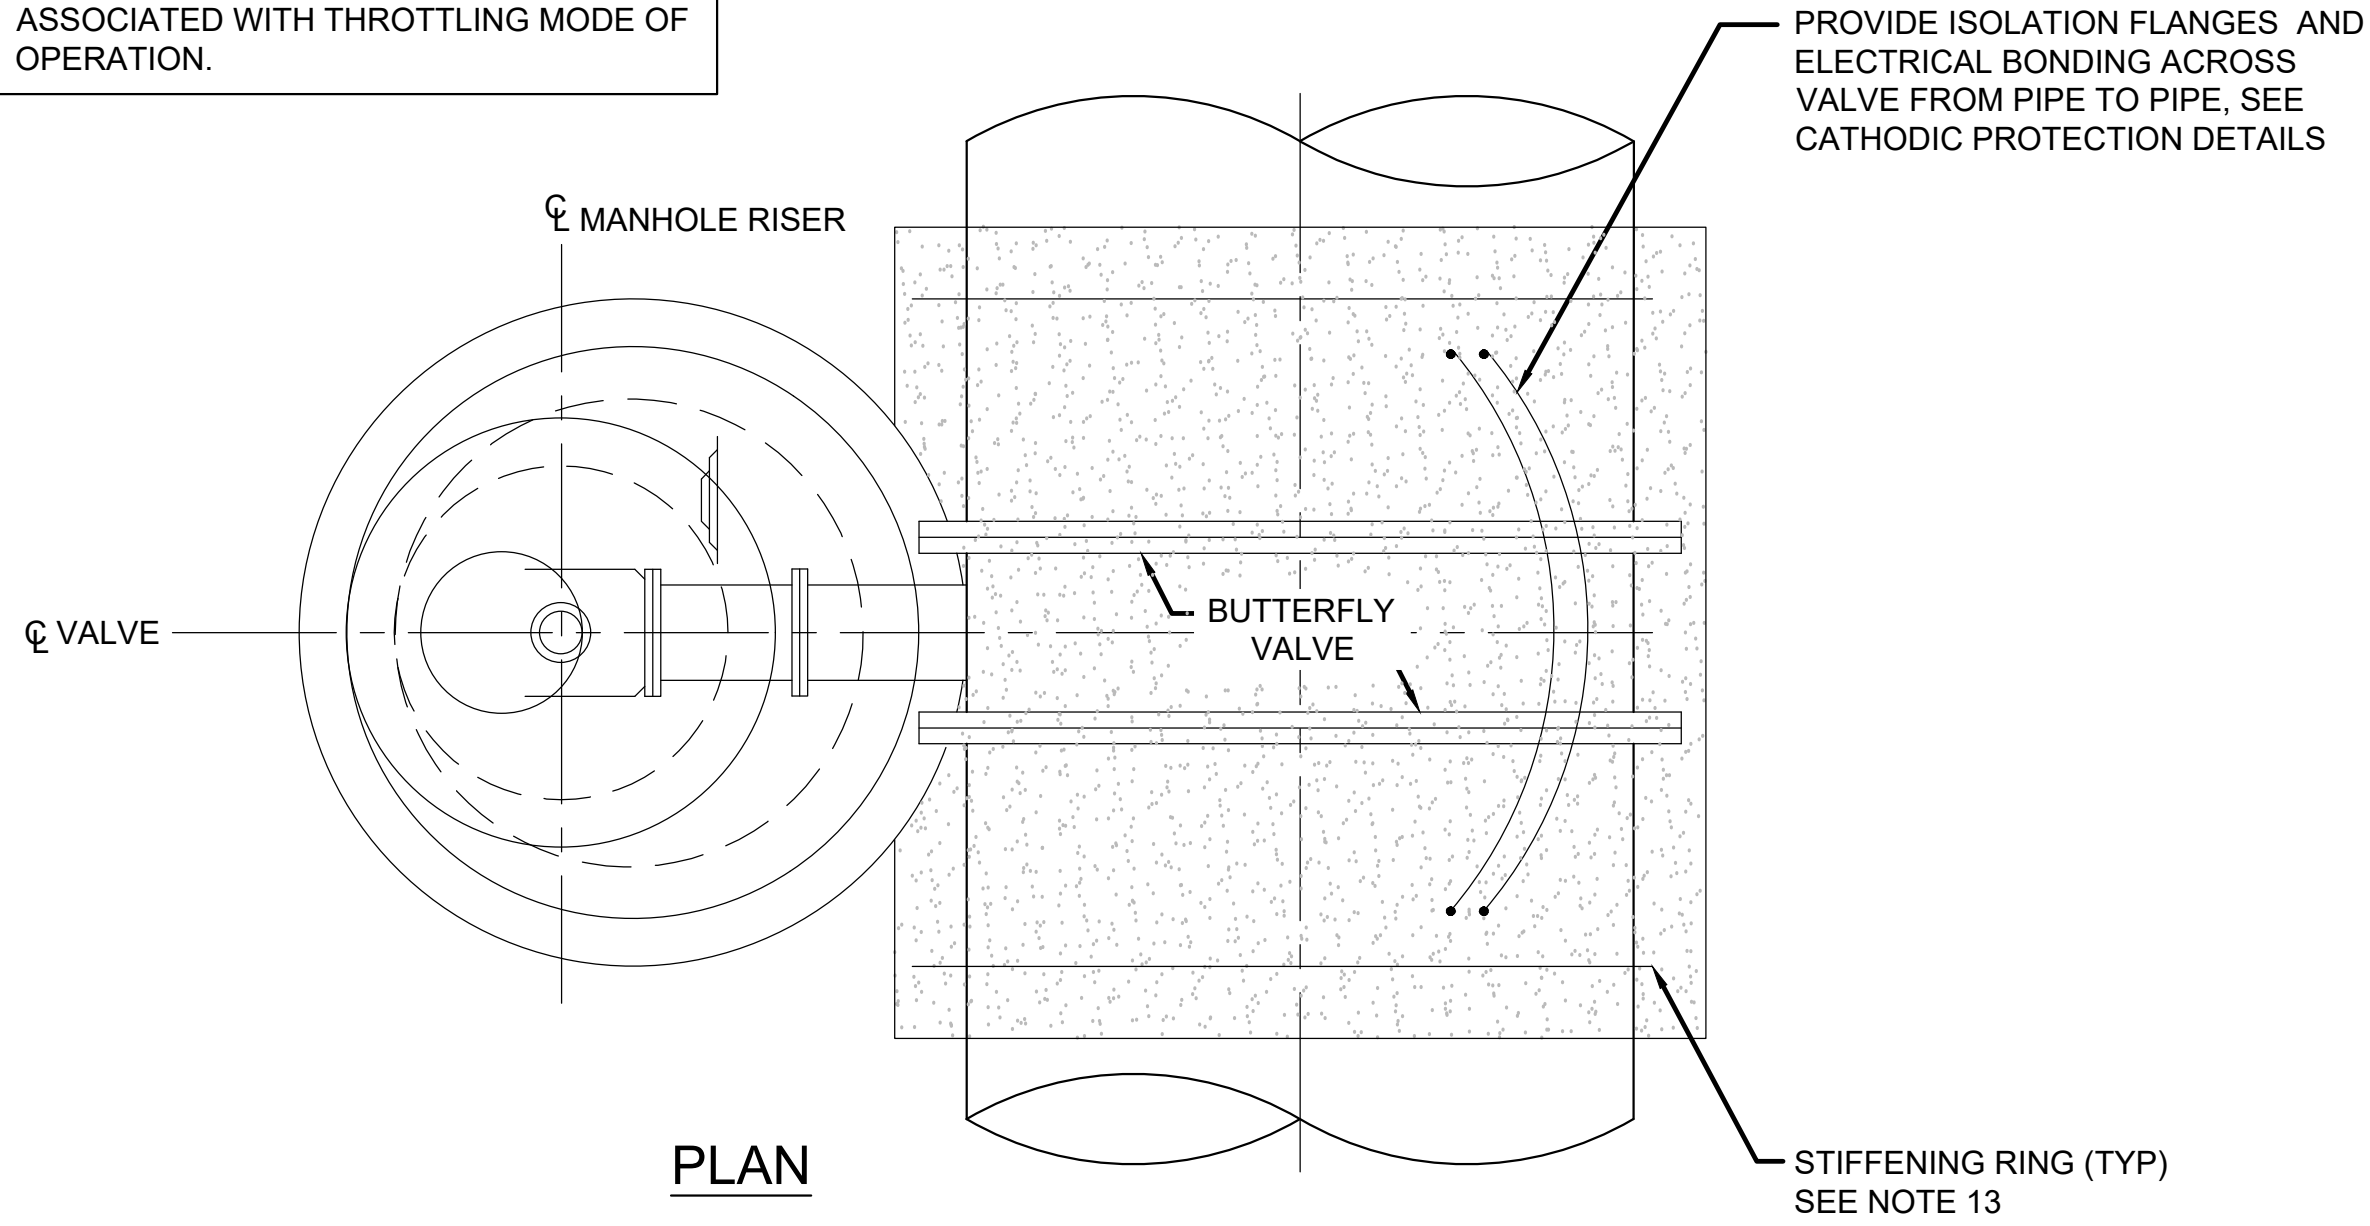 ASSOCIATED WITH THROTTLING MODE OF
OPERATION.
PROVIDE ISOLATION FLANGES AND
ELECTRICAL BONDING ACROSS
VALVE FROM PIPE TO PIPE, SEE
CATHODIC PROTECTION DETAILS
℄ MANHOLE RISER
℄ VALVE
BUTTERFLY
VALVE
PLAN
STIFFENING RING (TYP)
SEE NOTE 13